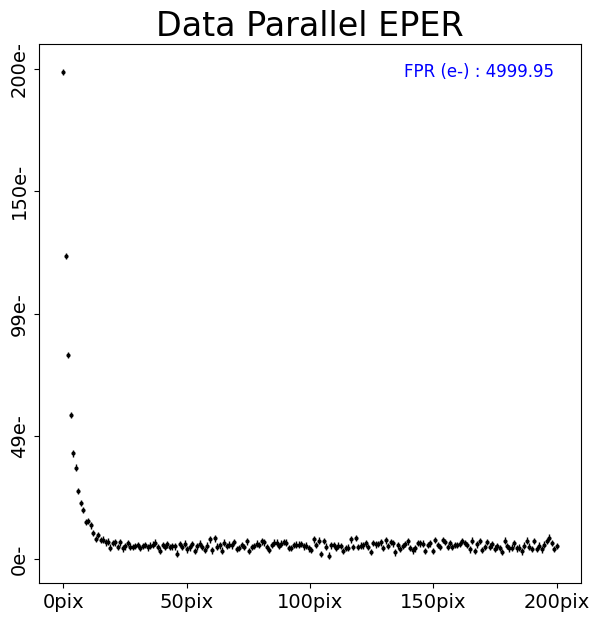 Data Parallel EPER
FPR (e-) : 4999.95
200e-
150e-
99e-
49e-
0e-
0pix 50pix 100pix 150pix 200pix